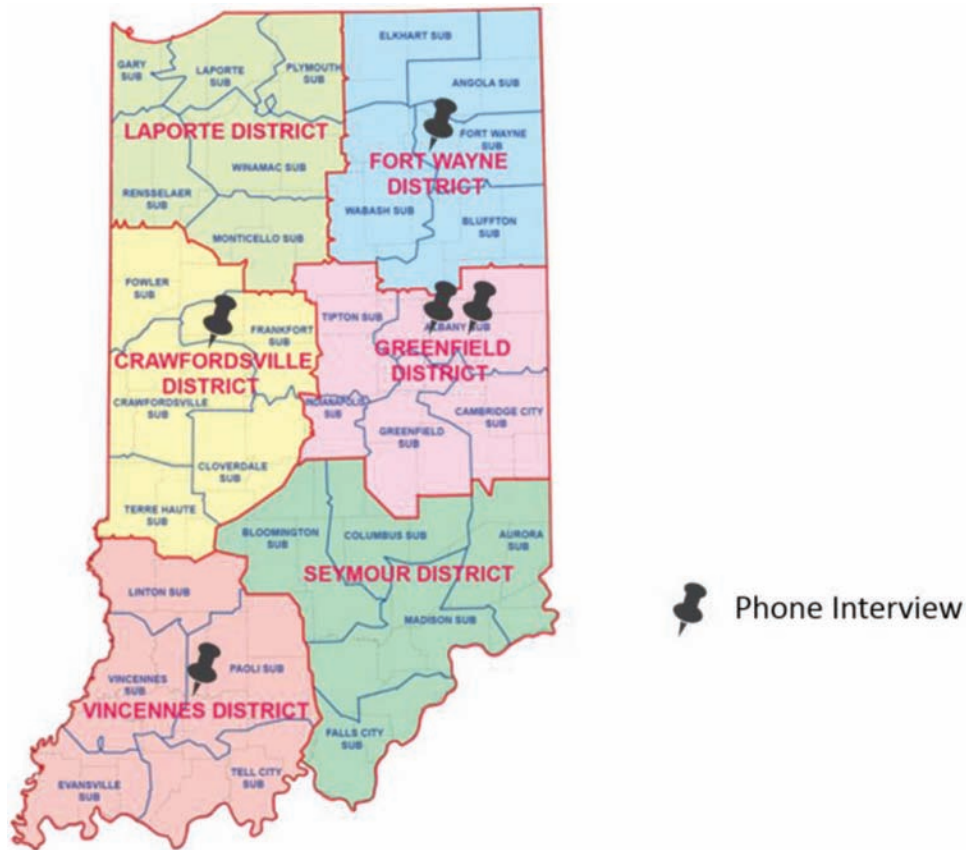 ELKHART SUB
GARY
SUB
LAPORTE
SUB
PLYMOUTH
SUB
ANGOLA SUB
LAPORTE DISTRICT
FORT WAYNE
SUB
FORT WAYNE
DISTRICT
WINAMAC SUB
RENSSELAER
SUB
WABASH SUB
BLUFFTON
SUB
MONTICELLO SUB
FOWLER
SUB
TIPTON SUB
ALBANY SUB
FRANKFORT
SUB
GREENFIELD
DISTRICT
CRAWFORDSVILLE
DISTRICT
CRAWFORDSVILLE
SUB
INDIANAPOLIS
SUB
CAMBRIDGE CITY
SUB
GREENFIELD
SUB
CLOVERDALE
SUB
TERRE HAUTE
SUB
BLOOMINGTON
SUB
COLUMBUS SUB
AURORA
SUB
SEYMOUR DISTRICT
LINTON SUB
MADISON SUB
Phone Interview
PAOLI SUB
VINCENNES
SUB
VINCENNES DISTRICT
FALLS CITY
SUB
TELL CITY
SUB
EVANSVILLE
SUB